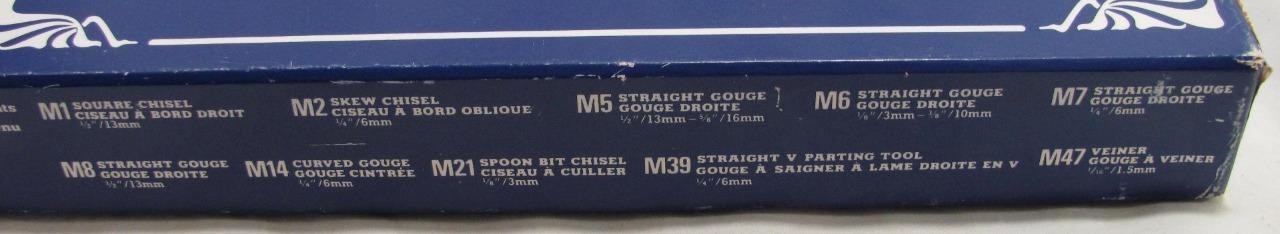 nts
enu
M1 SQUARE CHISEL
CISEAU À BORD DROIT
½"/13mm
M2 SKEW CHISEL
CISEAU À BORD OBLIQUE
¼"/6mm
M5 STRAIGHT GOUGE
GOUGE DROITE
½"/13mm – ⅝"/16mm
M6 STRAIGHT GOUGE
GOUGE DROITE
⅛"/3mm – ⅜"/10mm
M7 STRAIGHT GOUGE
GOUGE DROITE
¼"/6mm
M8 STRAIGHT GOUGE
GOUGE DROITE
½"/13mm
M14 CURVED GOUGE
GOUGE CINTRÉE
¼"/6mm
M21 SPOON BIT CHISEL
CISEAU À CUILLER
⅛"/3mm
M39 STRAIGHT V PARTING TOOL
GOUGE À SAIGNER À LAME DROITE EN V
¼"/6mm
M47 VEINER
GOUGE À VEINER
1/16"/1.5mm